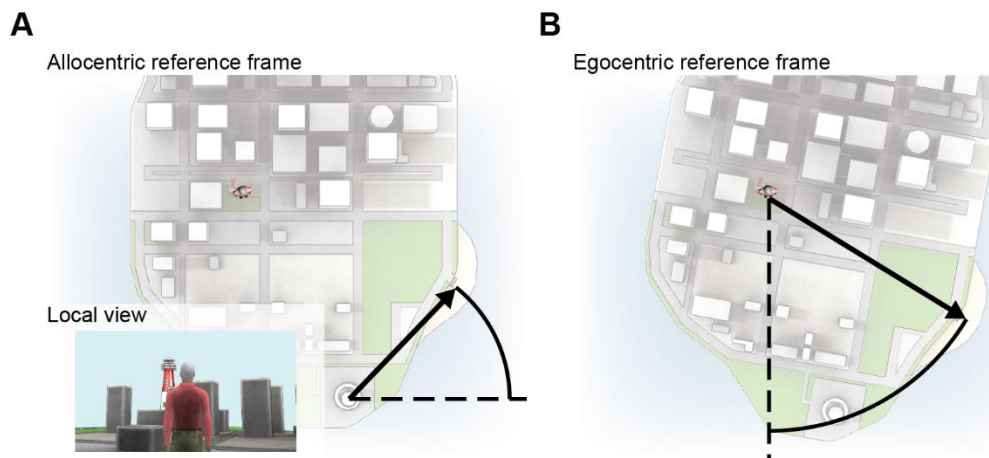 A
Allocentric reference frame
Local view
B
Egocentric reference frame